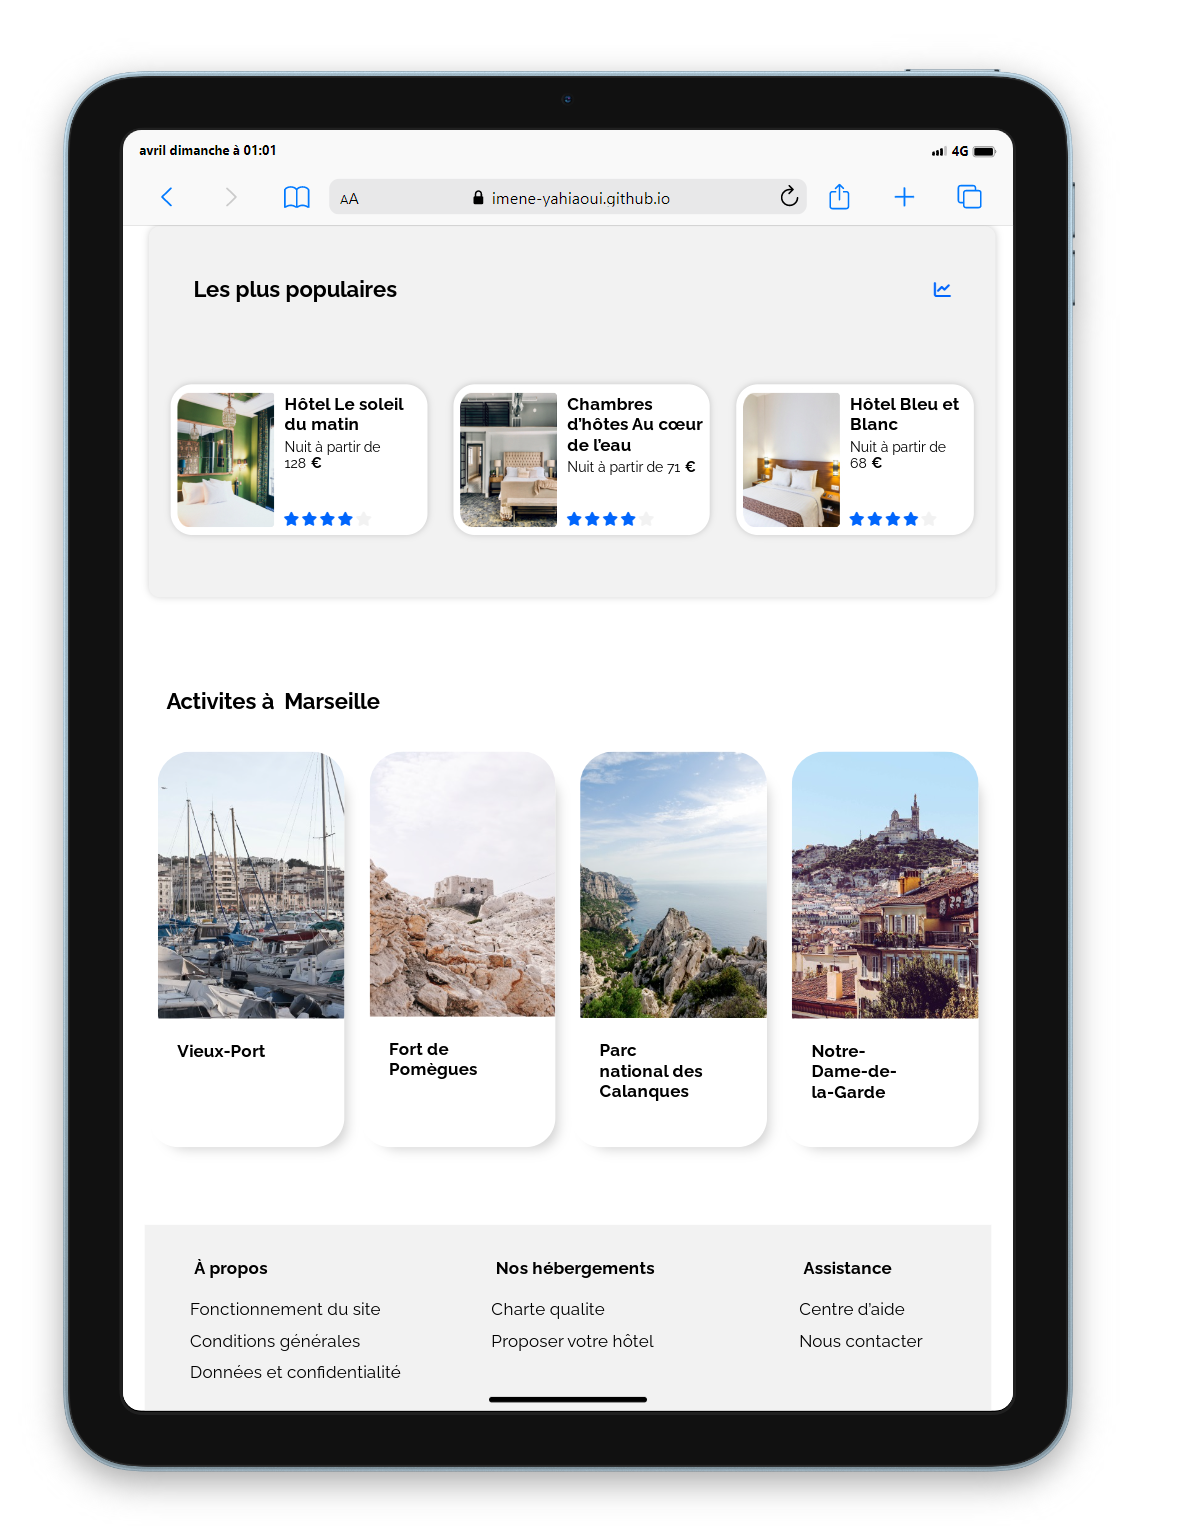 avril dimanche à 01:01
4G
AA
imene-yahiaoui.github.io
Les plus populaires
Hôtel Le soleil
du matin
Nuit à partir de
128 €
Chambres
d'hôtes Au cœur
de l'eau
Nuit à partir de 71 €
Hôtel Bleu et
Blanc
Nuit à partir de
68 €
Activites à Marseille
Vieux-Port
Fort de
Pomègues
Parc
national des
Calanques
Notre-
Dame-de-
la-Garde
À propos
Fonctionnement du site
Conditions générales
Données et confidentialité
Nos hébergements
Charte qualite
Proposer votre hôtel
Assistance
Centre d'aide
Nous contacter